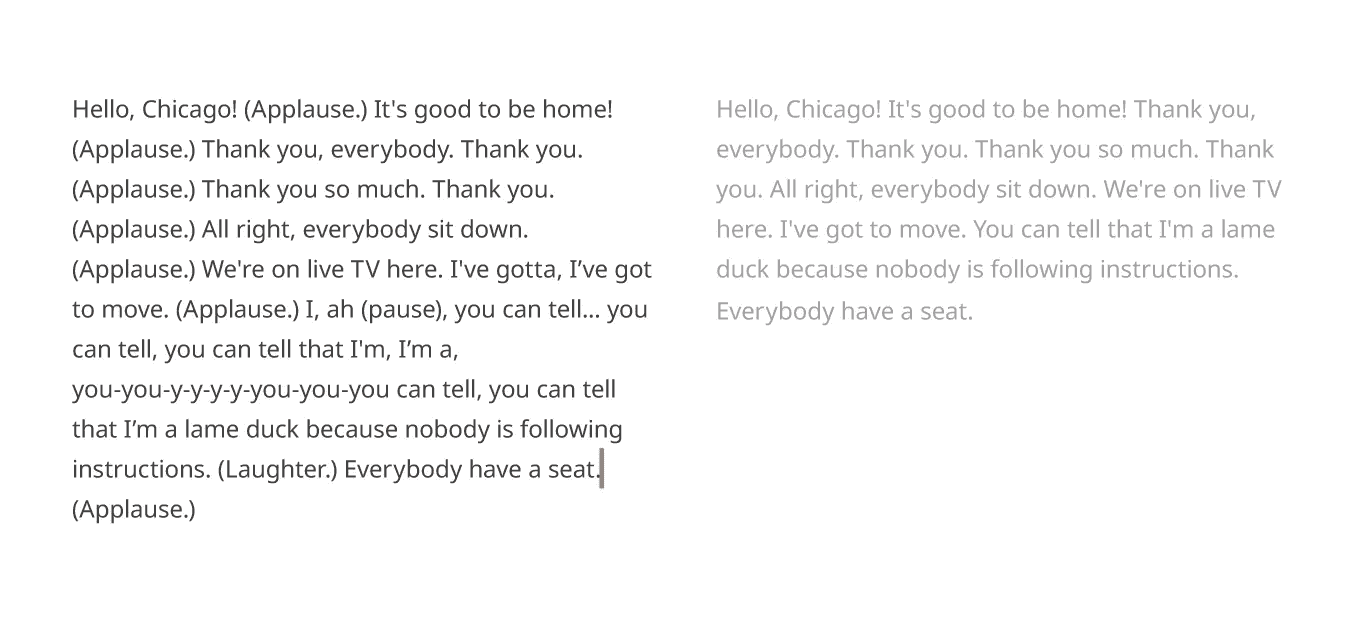 Hello, Chicago! (Applause.) It's good to be home!
(Applause.) Thank you, everybody. Thank you.
(Applause.) Thank you so much. Thank you.
(Applause.) All right, everybody sit down.
(Applause.) We're on live TV here. I've gotta, I’ve got
to move. (Applause.) I, ah (pause), you can tell... you
can tell, you can tell that I'm, I’m a,
you-you-y-y-y-y-you-you-you can tell, you can tell
that I’m a lame duck because nobody is following
instructions. (Laughter.) Everybody have a seat.
(Applause.)
Hello, Chicago! It's good to be home! Thank you,
everybody. Thank you. Thank you so much. Thank
you. All right, everybody sit down. We're on live TV
here. I've got to move. You can tell that I'm a lame
duck because nobody is following instructions.
Everybody have a seat.